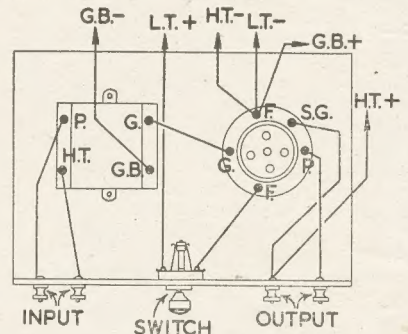 G.B.- L.T.+ H.T.- L.T.-
G.B.+
H.T.+
F. S.G.
P. G.
G. P.
H.T. G.B.
F.
INPUT SWITCH OUTPUT